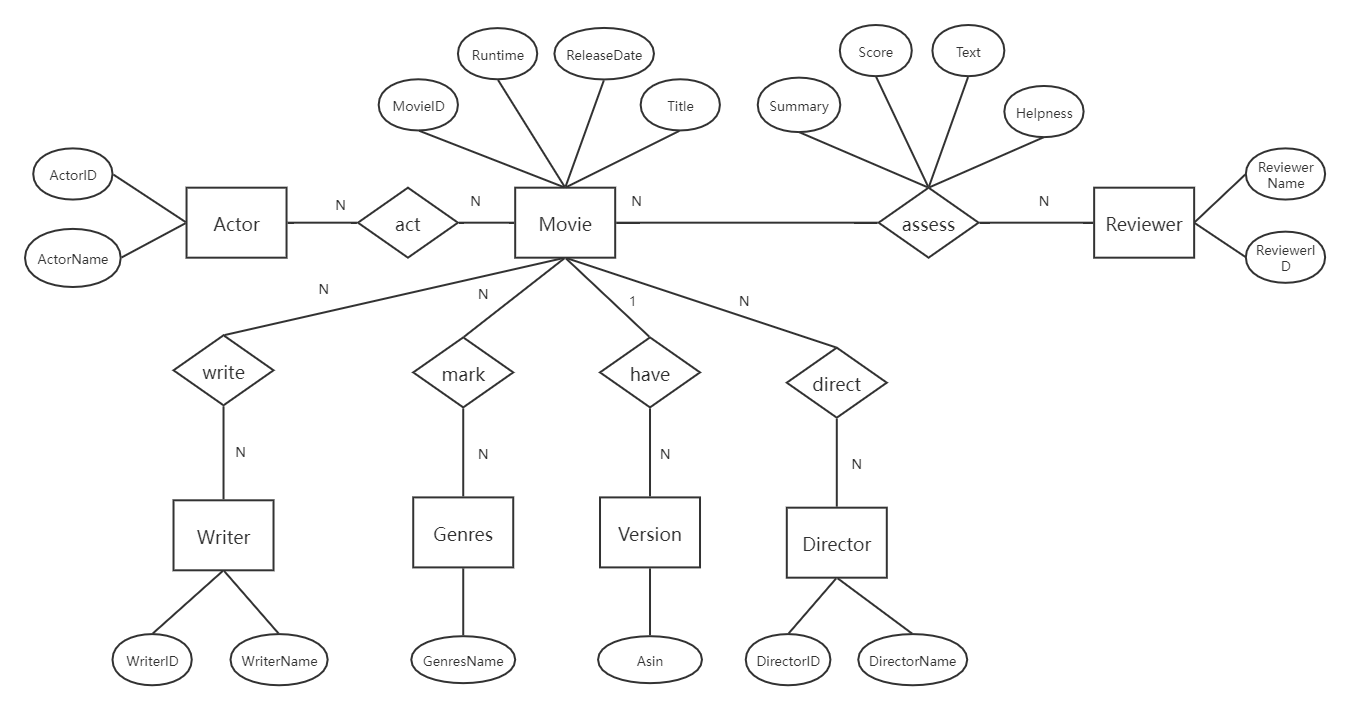 Runtime
ReleaseDate
Score
Text
MovieID
Title
Summary
Helpness
ActorID
Reviewer
Name
N
N
N
N
Actor
act
Movie
assess
Reviewer
ActorName
ReviewerI
D
N
N
1
N
write
mark
have
direct
N
N
N
N
Writer
Genres
Version
Director
WriterID
WriterName
GenresName
Asin
DirectorID
DirectorName